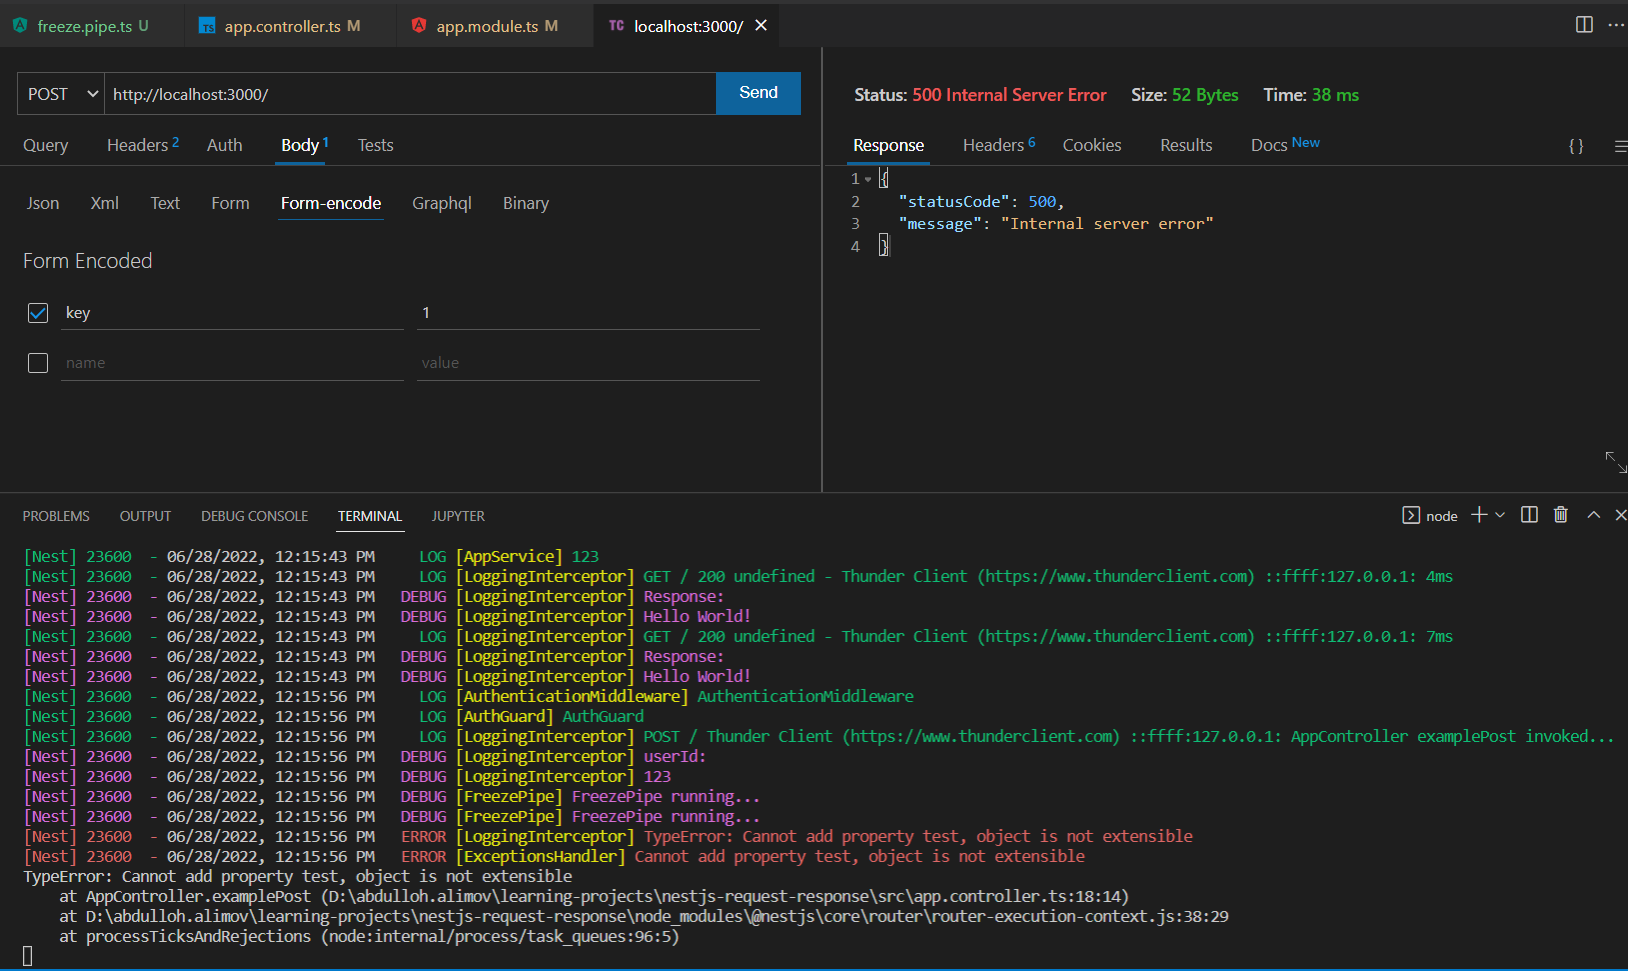 freeze.pipe.ts U
TS app.controller.ts M
app.module.ts M
TC localhost:3000/
POST http://localhost:3000/ Send
Query Headers 2 Auth Body 1 Tests
Json Xml Text Form Form-encode Graphql Binary
Form Encoded
key 1
name value
Status: 500 Internal Server Error Size: 52 Bytes Time: 38 ms
Response Headers 6 Cookies Results Docs New { }
1 {
2 "statusCode": 500,
3 "message": "Internal server error"
4 }
PROBLEMS OUTPUT DEBUG CONSOLE TERMINAL JUPYTER node
[Nest] 23600 - 06/28/2022, 12:15:43 PM LOG [AppService] 123
[Nest] 23600 - 06/28/2022, 12:15:43 PM LOG [LoggingInterceptor] GET / 200 undefined - Thunder Client (https://www.thunderclient.com) ::ffff:127.0.0.1: 4ms
[Nest] 23600 - 06/28/2022, 12:15:43 PM DEBUG [LoggingInterceptor] Response:
[Nest] 23600 - 06/28/2022, 12:15:43 PM DEBUG [LoggingInterceptor] Hello World!
[Nest] 23600 - 06/28/2022, 12:15:43 PM LOG [LoggingInterceptor] GET / 200 undefined - Thunder Client (https://www.thunderclient.com) ::ffff:127.0.0.1: 7ms
[Nest] 23600 - 06/28/2022, 12:15:43 PM DEBUG [LoggingInterceptor] Response:
[Nest] 23600 - 06/28/2022, 12:15:43 PM DEBUG [LoggingInterceptor] Hello World!
[Nest] 23600 - 06/28/2022, 12:15:56 PM LOG [AuthenticationMiddleware] AuthenticationMiddleware
[Nest] 23600 - 06/28/2022, 12:15:56 PM LOG [AuthGuard] AuthGuard
[Nest] 23600 - 06/28/2022, 12:15:56 PM LOG [LoggingInterceptor] POST / Thunder Client (https://www.thunderclient.com) ::ffff:127.0.0.1: AppController examplePost invoked...
[Nest] 23600 - 06/28/2022, 12:15:56 PM DEBUG [LoggingInterceptor] userId:
[Nest] 23600 - 06/28/2022, 12:15:56 PM DEBUG [LoggingInterceptor] 123
[Nest] 23600 - 06/28/2022, 12:15:56 PM DEBUG [FreezePipe] FreezePipe running...
[Nest] 23600 - 06/28/2022, 12:15:56 PM DEBUG [FreezePipe] FreezePipe running...
[Nest] 23600 - 06/28/2022, 12:15:56 PM ERROR [LoggingInterceptor] TypeError: Cannot add property test, object is not extensible
[Nest] 23600 - 06/28/2022, 12:15:56 PM ERROR [ExceptionsHandler] Cannot add property test, object is not extensible
TypeError: Cannot add property test, object is not extensible
at AppController.examplePost (D:\abdulloh.alimov\learning-projects\nestjs-request-response\src\app.controller.ts:18:14)
at D:\abdulloh.alimov\learning-projects\nestjs-request-response\node_modules\@nestjs\core\router\router-execution-context.js:38:29
at processTicksAndRejections (node:internal/process/task_queues:96:5)